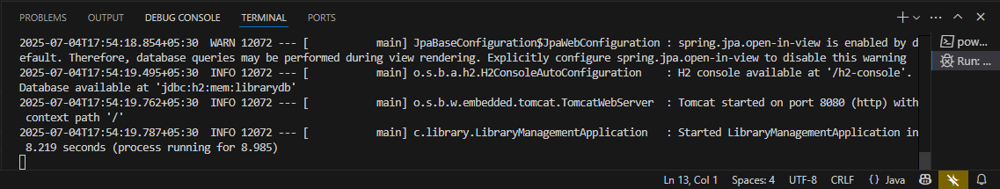 PROBLEMS OUTPUT DEBUG CONSOLE TERMINAL PORTS
2025-07-04T17:54:18.854+05:30  WARN 12072 --- [           main] JpaBaseConfiguration$JpaWebConfiguration : spring.jpa.open-in-view is enabled by d
efault. Therefore, database queries may be performed during view rendering. Explicitly configure spring.jpa.open-in-view to disable this warning
2025-07-04T17:54:19.495+05:30  INFO 12072 --- [           main] o.s.b.a.h2.H2ConsoleAutoConfiguration    : H2 console available at '/h2-console'.
Database available at 'jdbc:h2:mem:librarydb'
2025-07-04T17:54:19.762+05:30  INFO 12072 --- [           main] o.s.b.w.embedded.tomcat.TomcatWebServer  : Tomcat started on port 8080 (http) with
 context path '/'
2025-07-04T17:54:19.787+05:30  INFO 12072 --- [           main] c.library.LibraryManagementApplication   : Started LibraryManagementApplication in
 8.219 seconds (process running for 8.985)
pow...
Run: ...
Ln 13, Col 1 Spaces: 4 UTF-8 CRLF {} Java